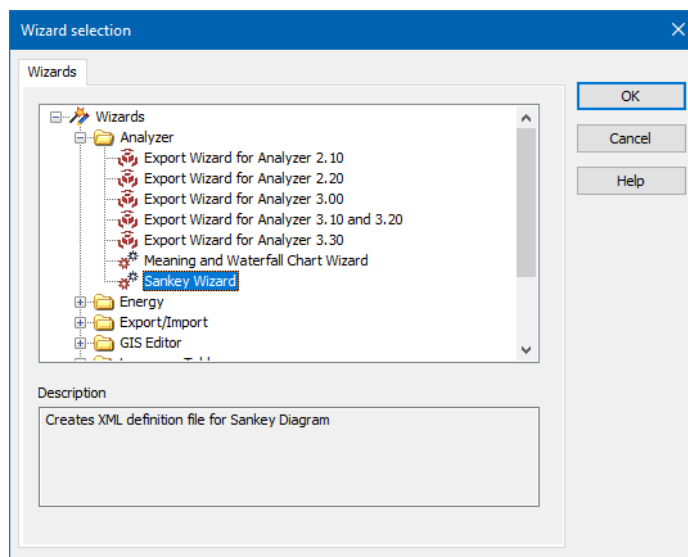 Wizard selection
Wizards
Wizards
Analyzer
Export Wizard for Analyzer 2.10
Export Wizard for Analyzer 2.20
Export Wizard for Analyzer 3.00
Export Wizard for Analyzer 3.10 and 3.20
Export Wizard for Analyzer 3.30
Meaning and Waterfall Chart Wizard
Sankey Wizard
Energy
Export/Import
GIS Editor
OK
Cancel
Help
Description
Creates XML definition file for Sankey Diagram